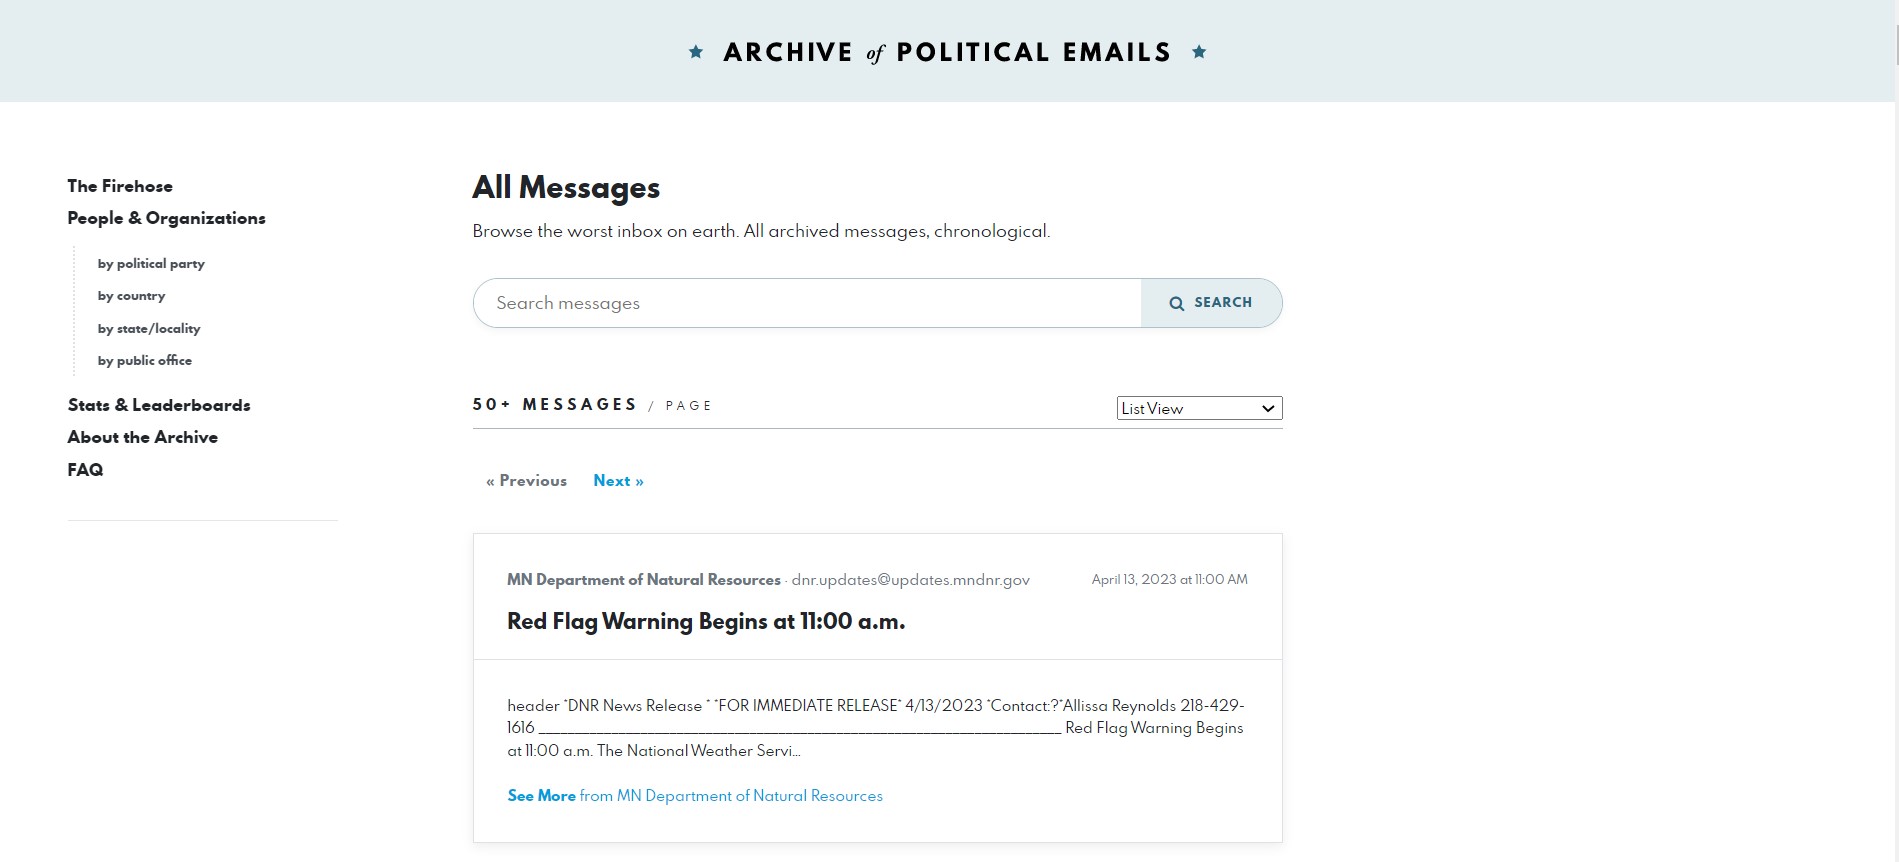 ARCHIVE of POLITICAL EMAILS
The Firehose
People & Organizations
by political party
by country
by state/locality
by public office
Stats & Leaderboards
About the Archive
FAQ
All Messages
Browse the worst inbox on earth. All archived messages, chronological.
Search messages
SEARCH
50+ MESSAGES / PAGE
List View
« Previous Next »
MN Department of Natural Resources · dnr.updates@updates.mndnr.gov April 13, 2023 at 11:00 AM
Red Flag Warning Begins at 11:00 a.m.
header *DNR News Release * *FOR IMMEDIATE RELEASE* 4/13/2023 *Contact:?*Allissa Reynolds 218-429-
1616 __________________________________________________________________ Red Flag Warning Begins
at 11:00 a.m. The National Weather Servi...
See More from MN Department of Natural Resources